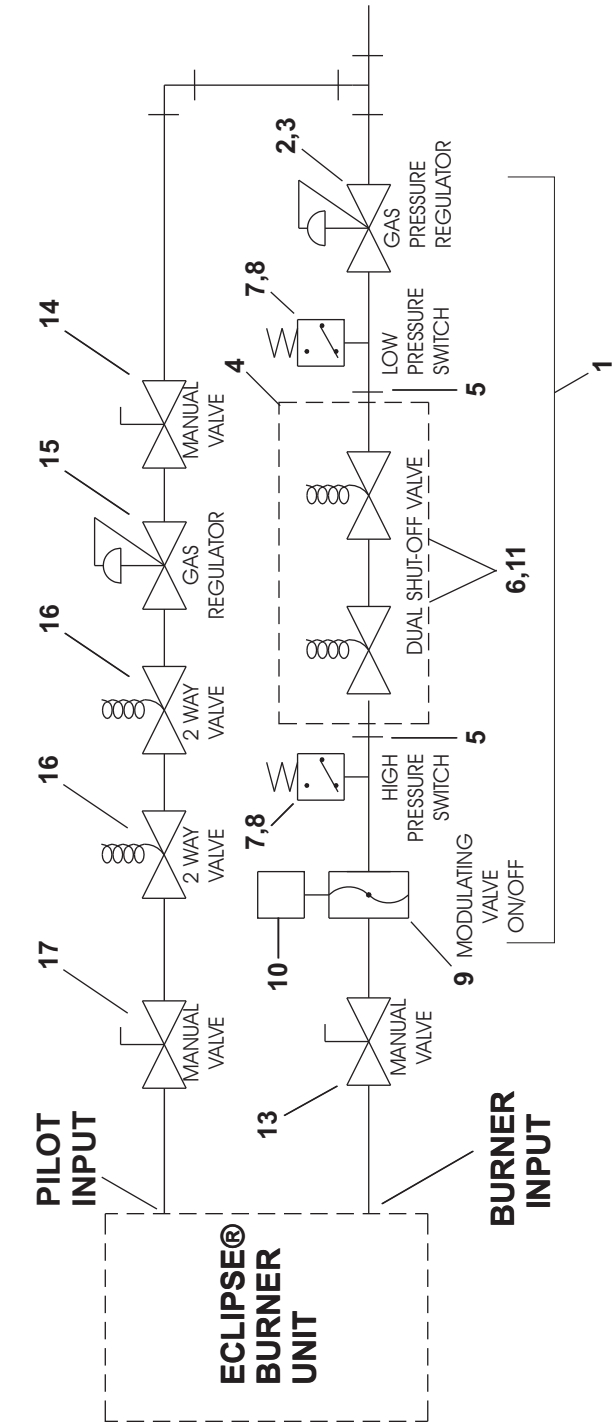 PILOT
INPUT
17
MANUAL
VALVE
16
2 WAY
VALVE
16
2 WAY
VALVE
15
GAS
REGULATOR
14
MANUAL
VALVE
ECLIPSE®
BURNER
UNIT
BURNER
INPUT
13
MANUAL
VALVE
10
9
MODULATING
VALVE
ON/OFF
7,8
HIGH
PRESSURE
SWITCH
5
4
DUAL SHUT-OFF VALVE
6,11
5
7,8
LOW
PRESSURE
SWITCH
2,3
GAS
PRESSURE
REGULATOR
1